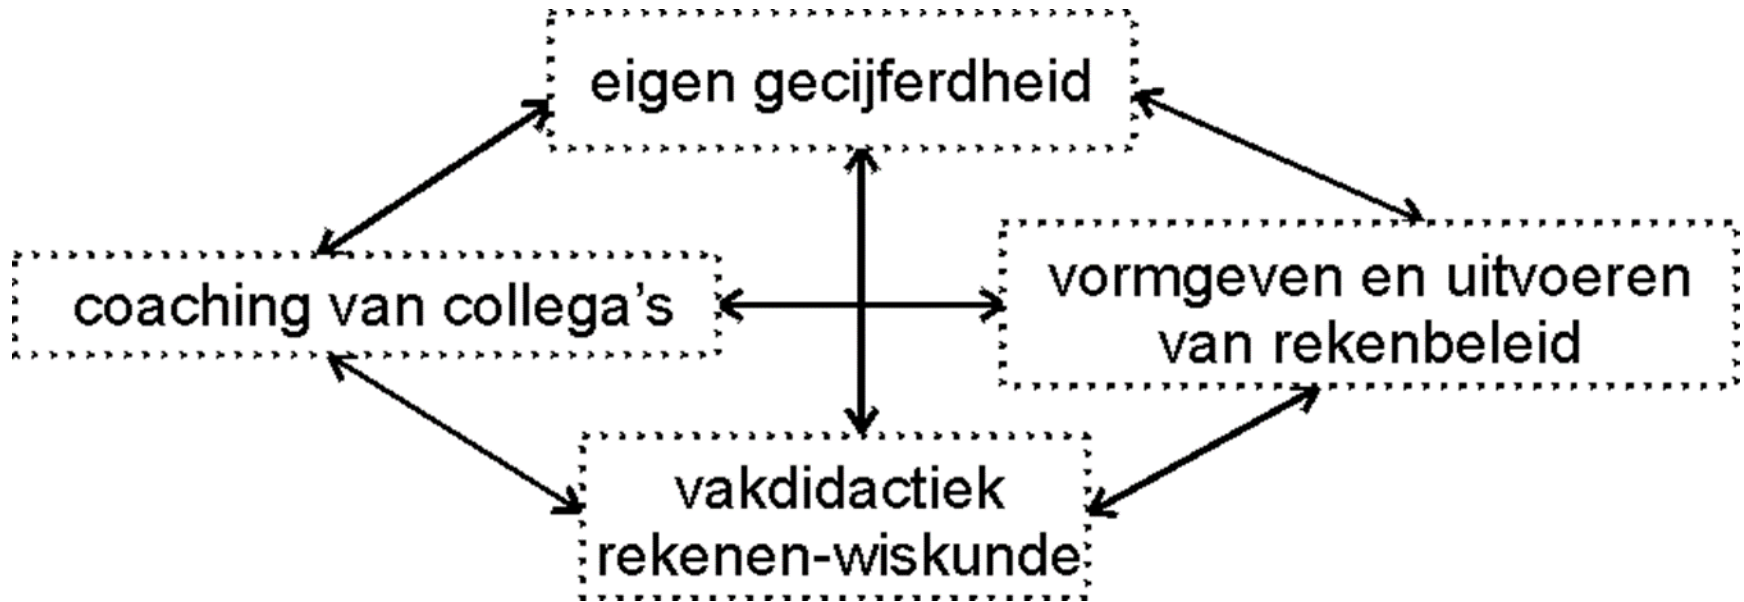 eigen gecijferdheid
coaching van collega’s
vormgeven en uitvoeren
van rekenbeleid
vakdidactiek
rekenen-wiskunde